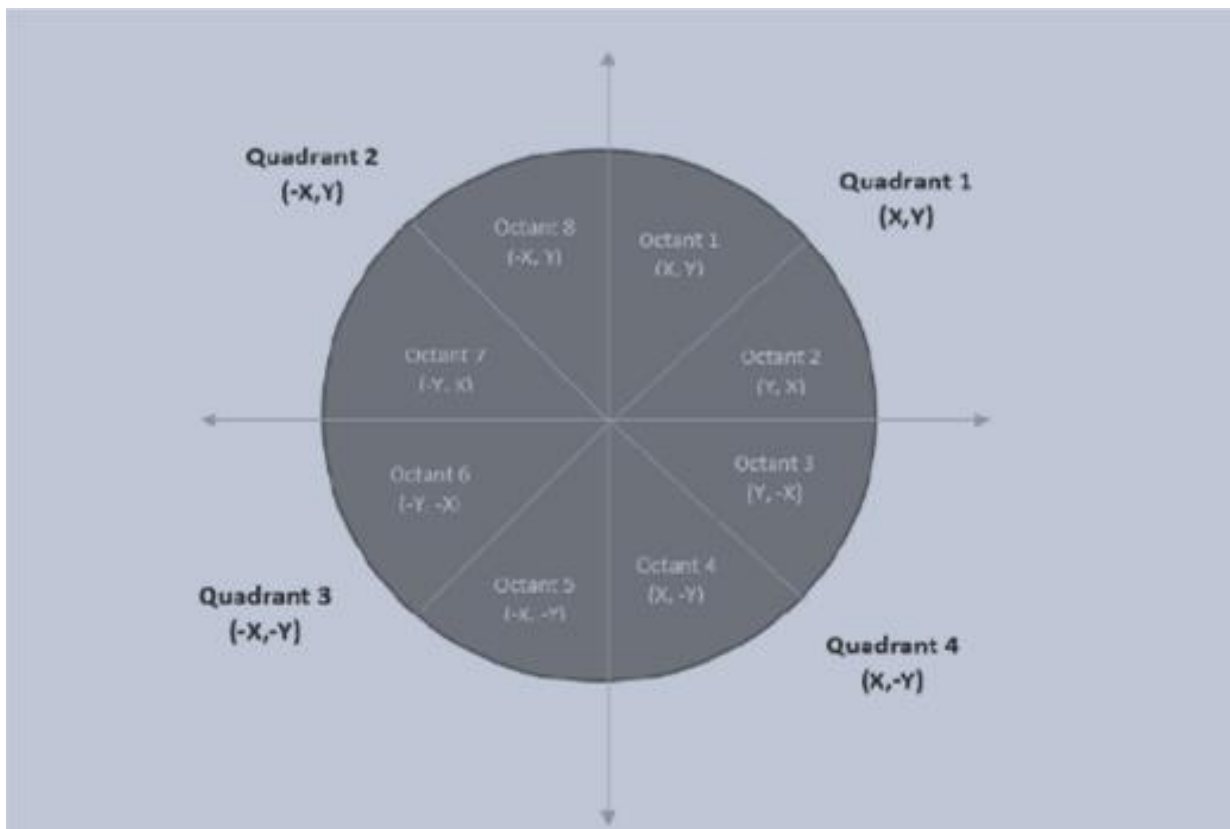 Quadrant 2
(-X,Y)
Quadrant 1
(X,Y)
Octant 8
(-X, Y)
Octant 1
(X, Y)
Octant 7
(-Y, X)
Octant 2
(Y, X)
Octant 6
(-Y, -X)
Octant 3
(Y, -X)
Octant 5
(-X, -Y)
Octant 4
(X, -Y)
Quadrant 3
(-X,-Y)
Quadrant 4
(X,-Y)